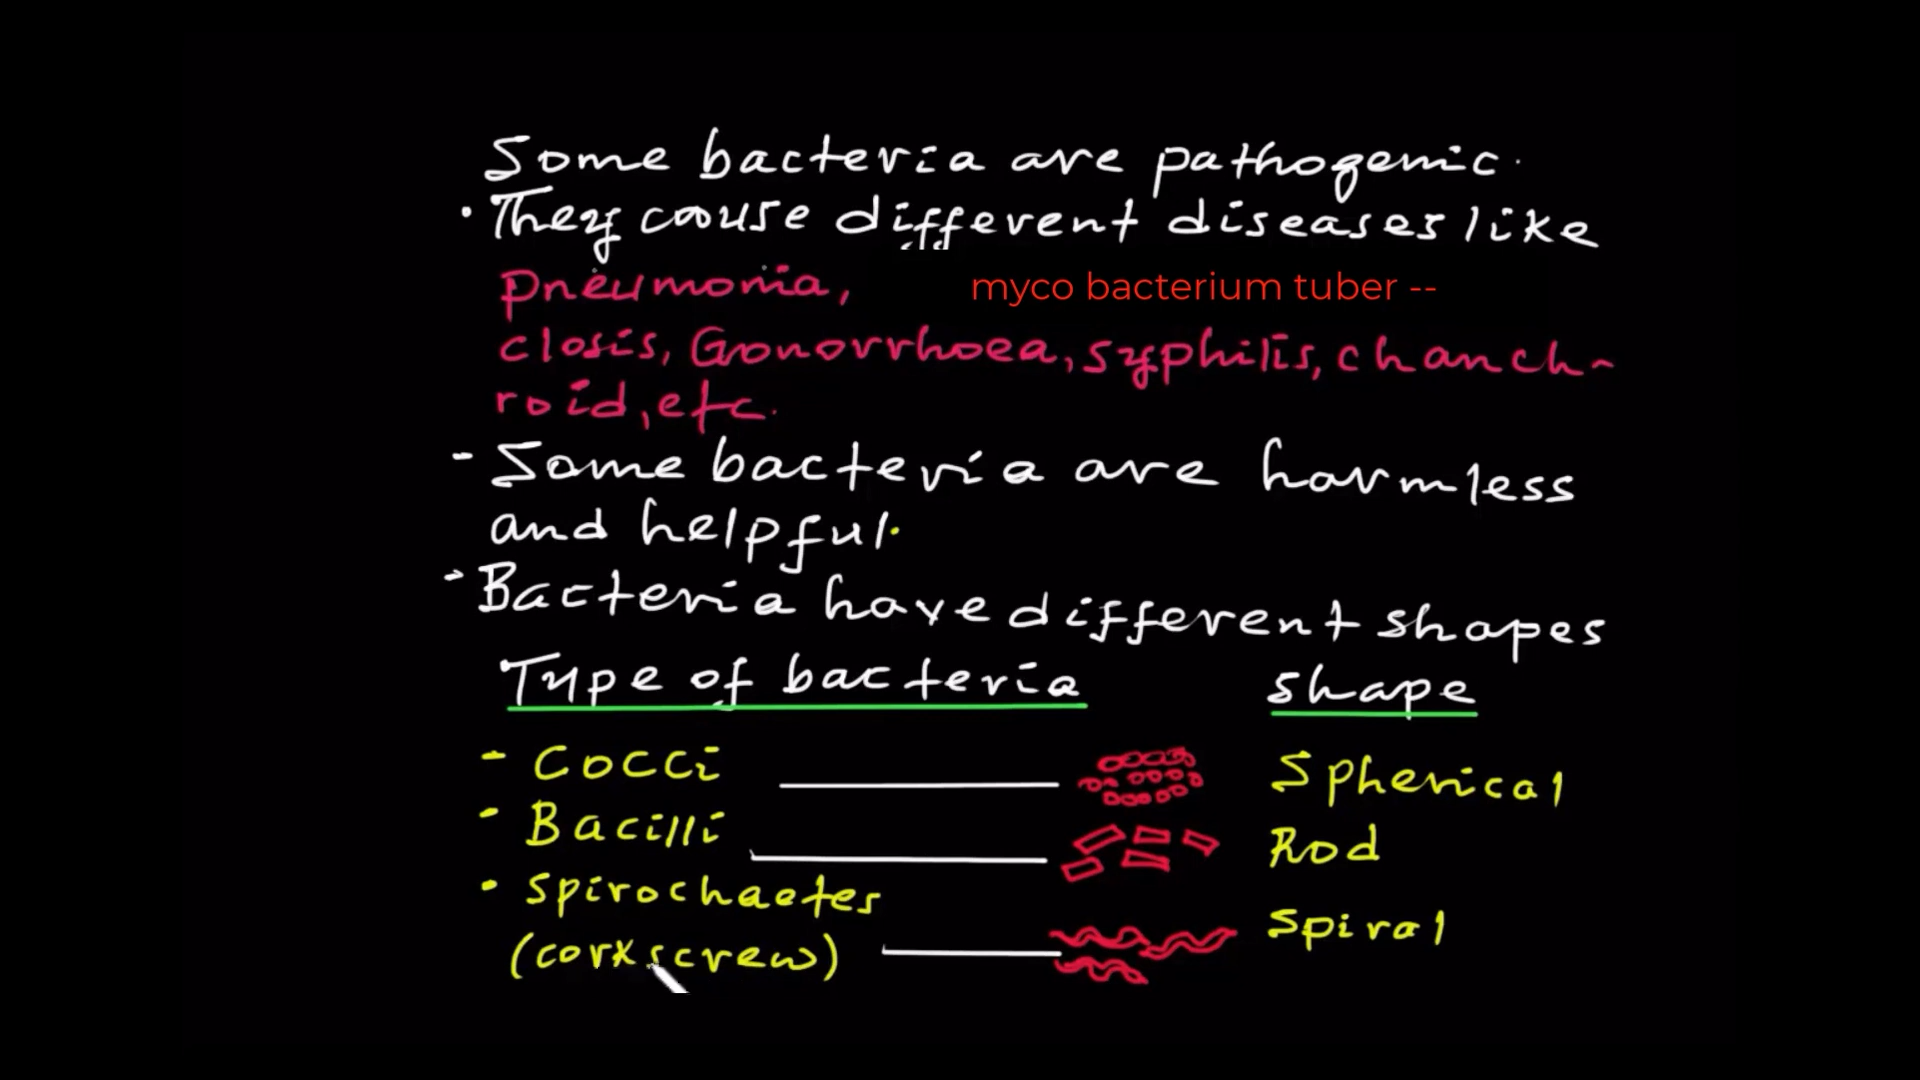 Some bacteria are pathogenic.
• They cause different diseases like
pneumonia, myco bacterium tuber --
closis, Gonorrhoea, syphilis, chanch-
roid, etc.
- Some bacteria are harmless
and helpful.
- Bacteria have different shapes
Type of bacteria shape
- Cocci Spherical
- Bacilli Rod
• Spirochaetes
(corkscrew) Spiral